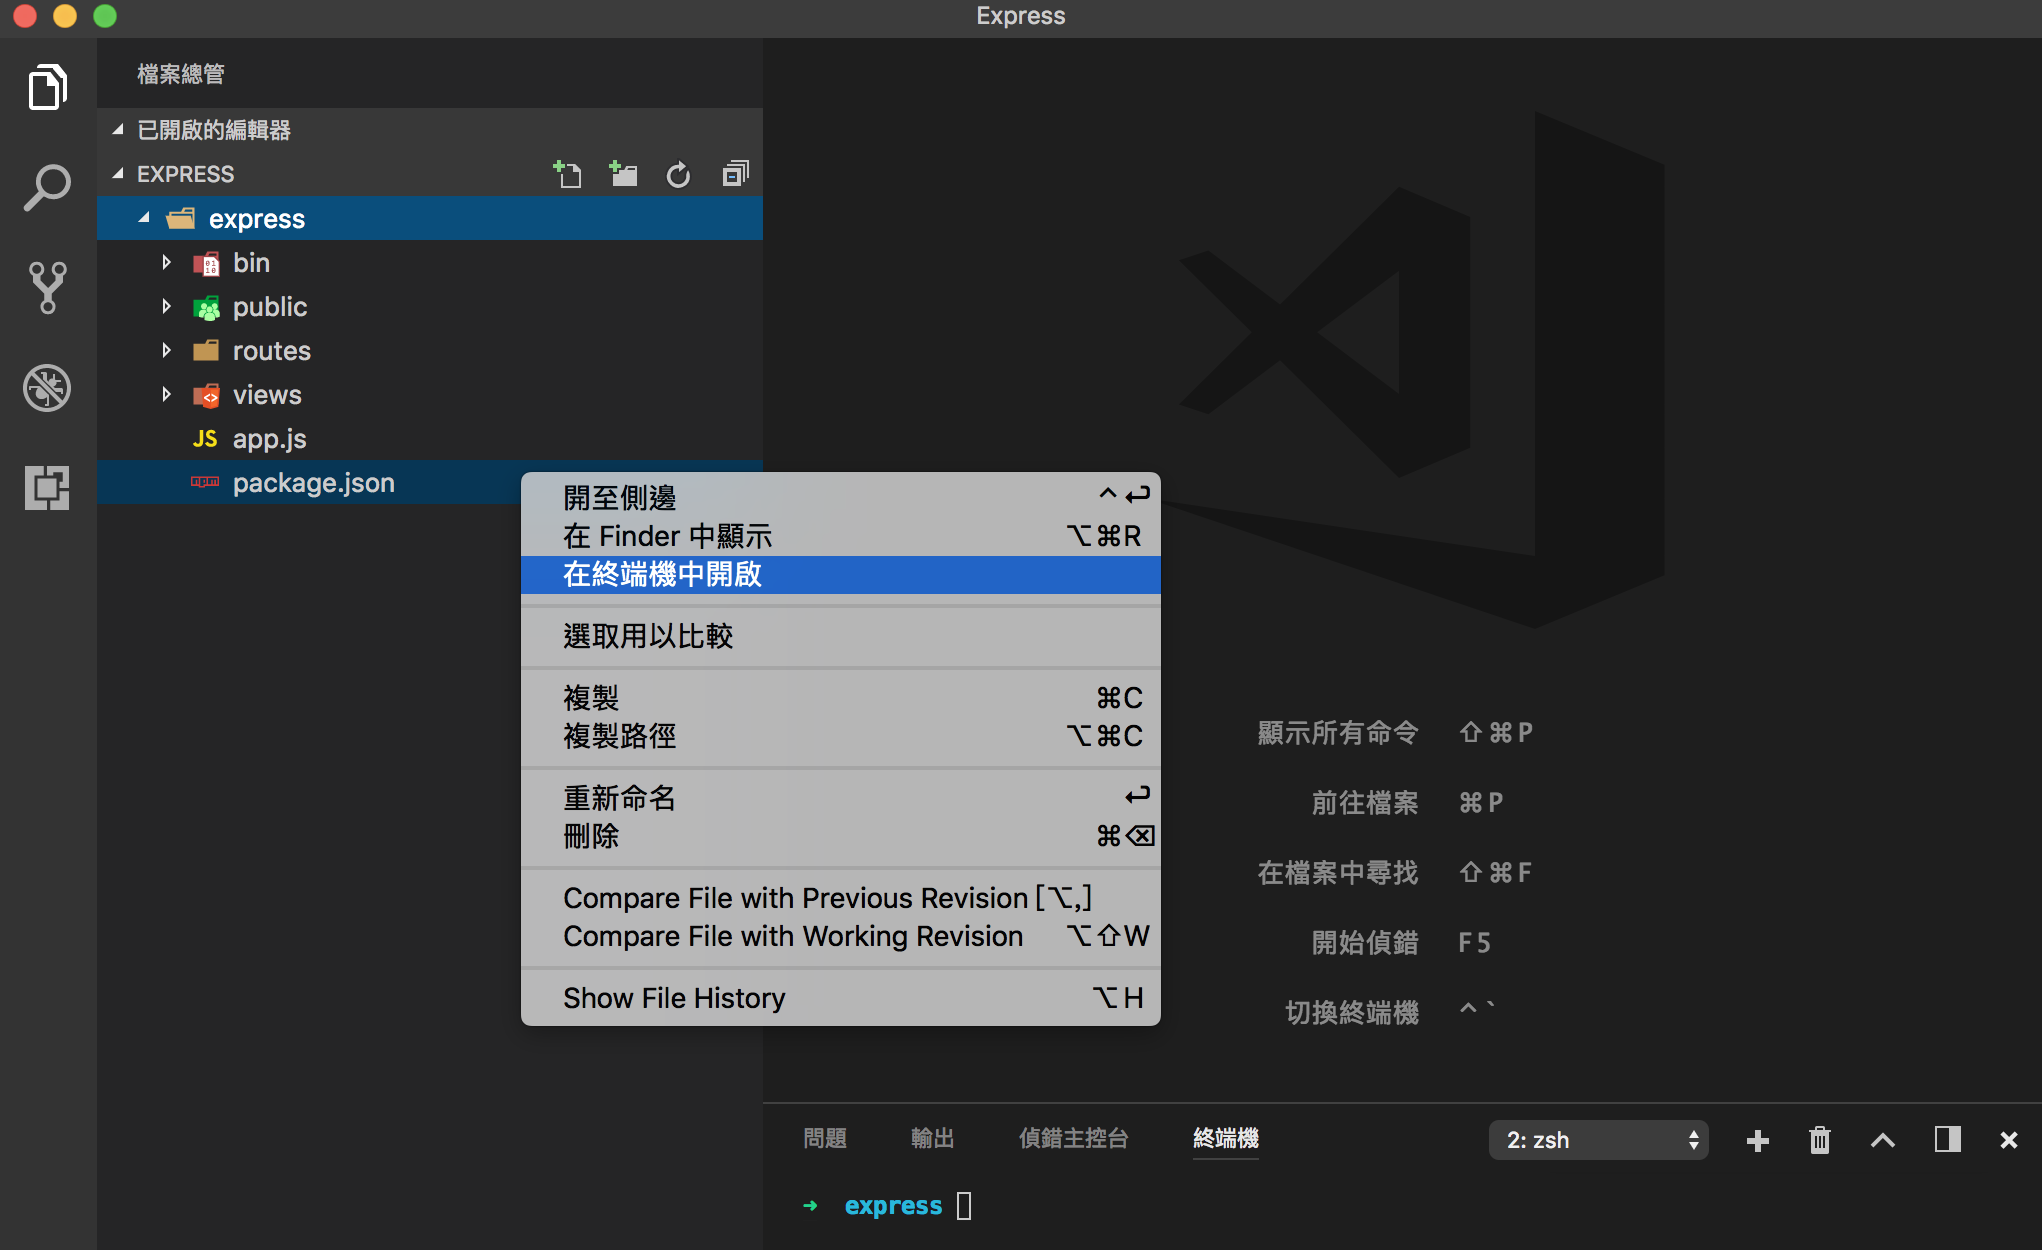 Express
檔案總管
已開啟的編輯器
EXPRESS
express
bin
public
routes
views
JS app.js
npm package.json
開至側邊 ^↩
在 Finder 中顯示 ⌥⌘R
在終端機中開啟
選取用以比較
複製 ⌘C
複製路徑 ⌥⌘C
重新命名 ↩
刪除 ⌘⌫
Compare File with Previous Revision [⌥,]
Compare File with Working Revision ⌥⇧W
Show File History ⌥H
顯示所有命令 ⇧⌘P
前往檔案 ⌘P
在檔案中尋找 ⇧⌘F
開始偵錯 F5
切換終端機 ^`
問題 輸出 偵錯主控台 終端機 2: zsh
➜ express